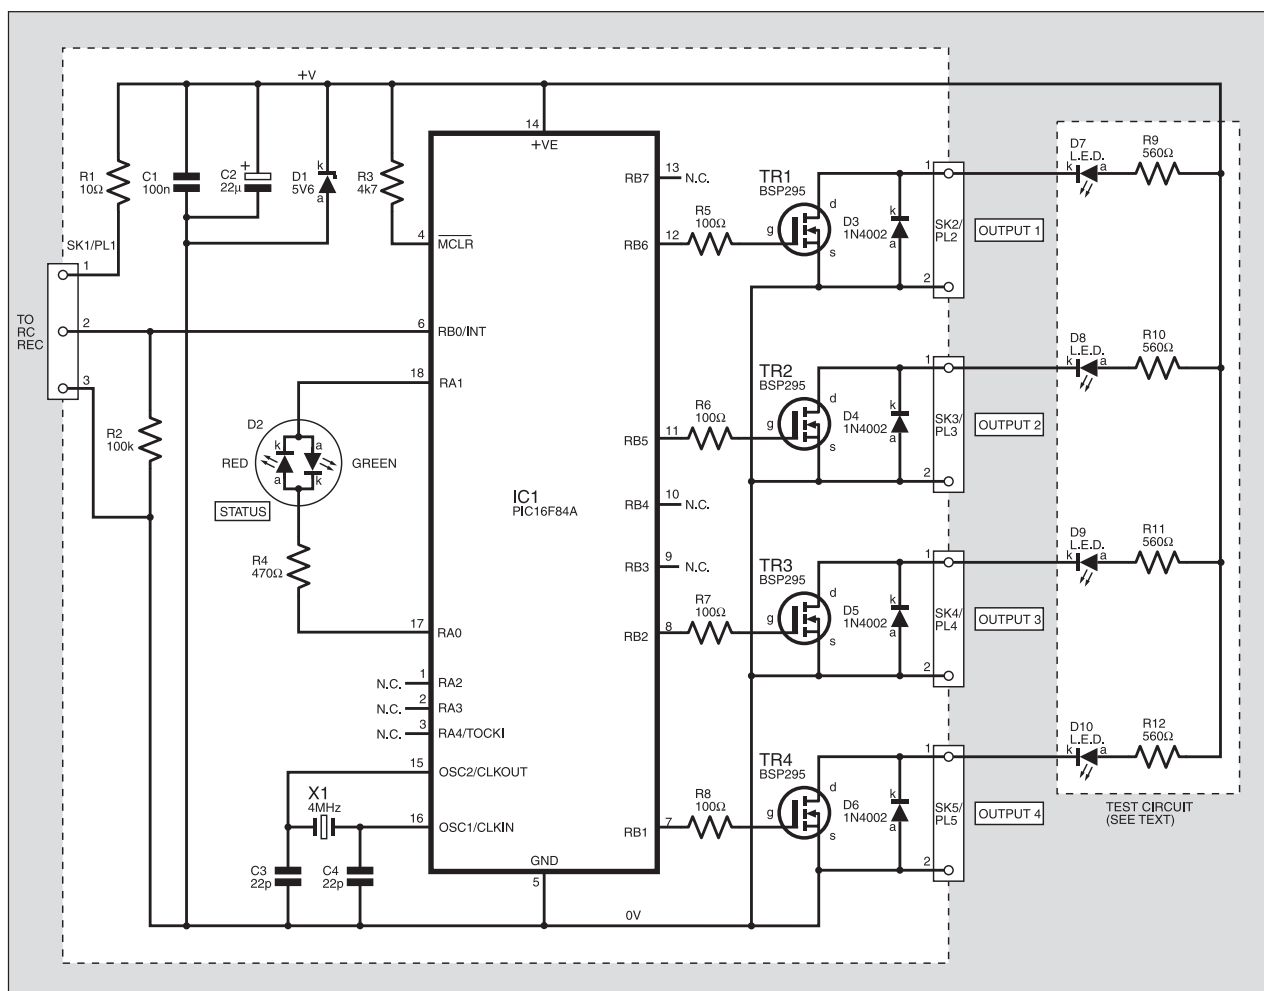 +V
R1
10Ω
C1
100n
+
C2
22µ
k
D1
5V6
a
R3
4k7
14
+VE
SK1/PL1
1
2
3
TO
RC
REC
4
MCLR
6
RB0/INT
18
RA1
R2
100k
D2
k
a
RED
GREEN
a
k
STATUS
R4
470Ω
17
RA0
N.C.
1
RA2
N.C.
2
RA3
N.C.
3
RA4/TOCKI
15
OSC2/CLKOUT
X1
4MHz
16
OSC1/CLKIN
C3
22p
C4
22p
IC1
PIC16F84A
GND
5
0V
RB7
13
N.C.
RB6
12
R5
100Ω
TR1
BSP295
d
g
s
D3
1N4002
k
a
1
2
SK2/
PL2
OUTPUT 1
D7
L.E.D.
k
a
R9
560Ω
RB5
11
R6
100Ω
TR2
BSP295
d
g
s
D4
1N4002
k
a
1
2
SK3/
PL3
OUTPUT 2
D8
L.E.D.
k
a
R10
560Ω
RB4
10
N.C.
RB3
9
N.C.
RB2
8
R7
100Ω
TR3
BSP295
d
g
s
D5
1N4002
k
a
1
2
SK4/
PL4
OUTPUT 3
D9
L.E.D.
k
a
R11
560Ω
RB1
7
R8
100Ω
TR4
BSP295
d
g
s
D6
1N4002
k
a
1
2
SK5/
PL5
OUTPUT 4
D10
L.E.D.
k
a
R12
560Ω
TEST CIRCUIT
(SEE TEXT)